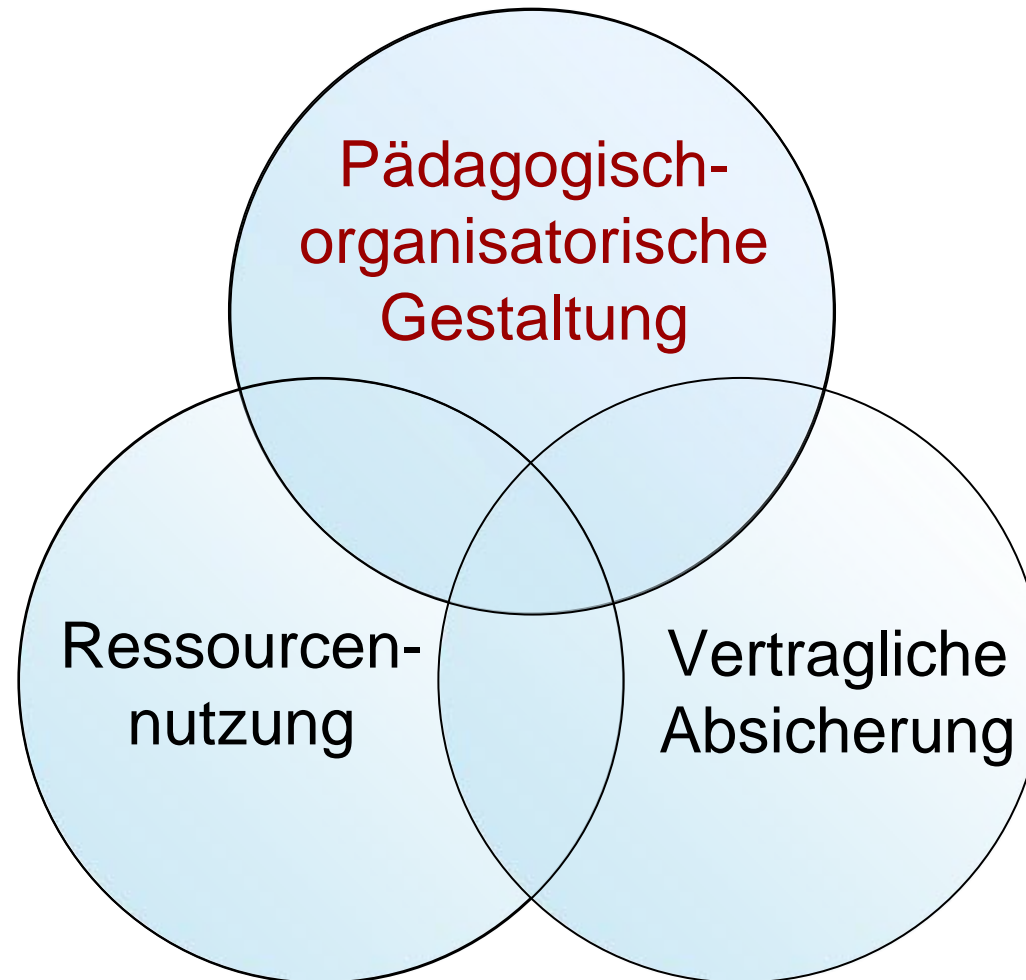 Pädagogisch-
organisatorische
Gestaltung
Ressourcen-
nutzung
Vertragliche
Absicherung